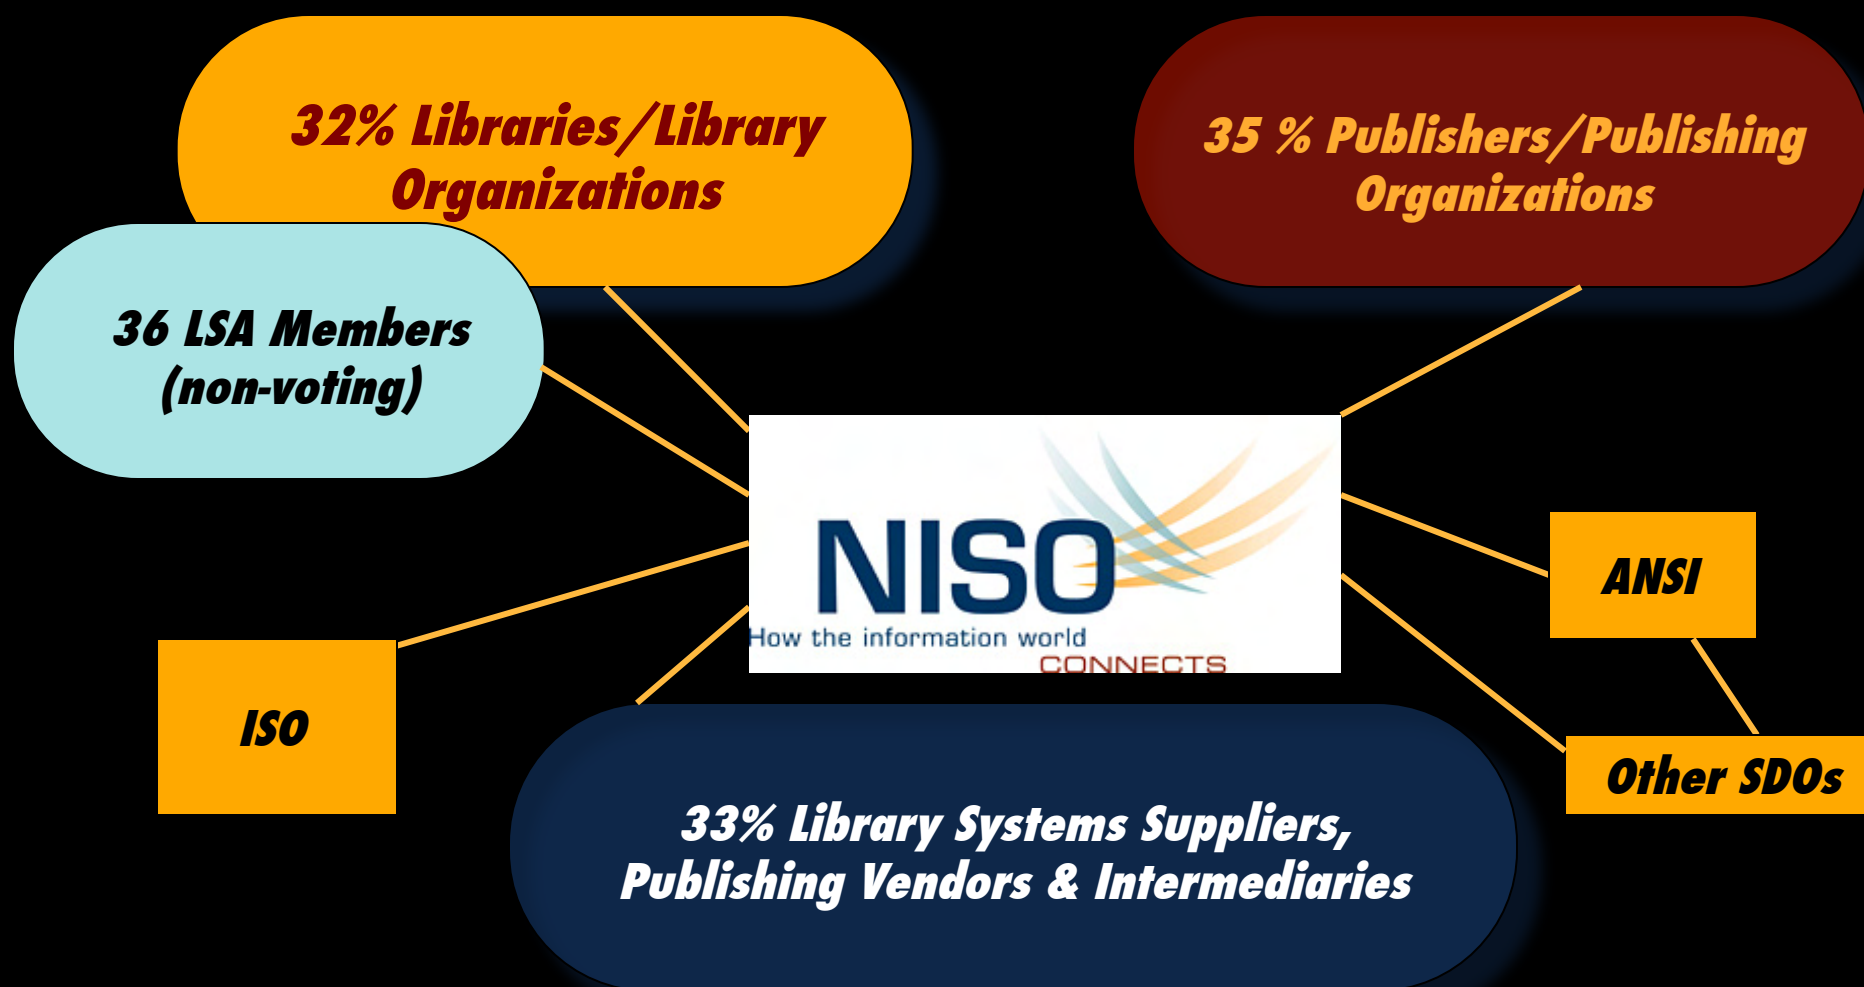 32% Libraries/Library
Organizations
35 % Publishers/Publishing
Organizations
36 LSA Members
(non-voting)
NISO
How the information world
CONNECTS
ANSI
ISO
Other SDOs
33% Library Systems Suppliers,
Publishing Vendors & Intermediaries